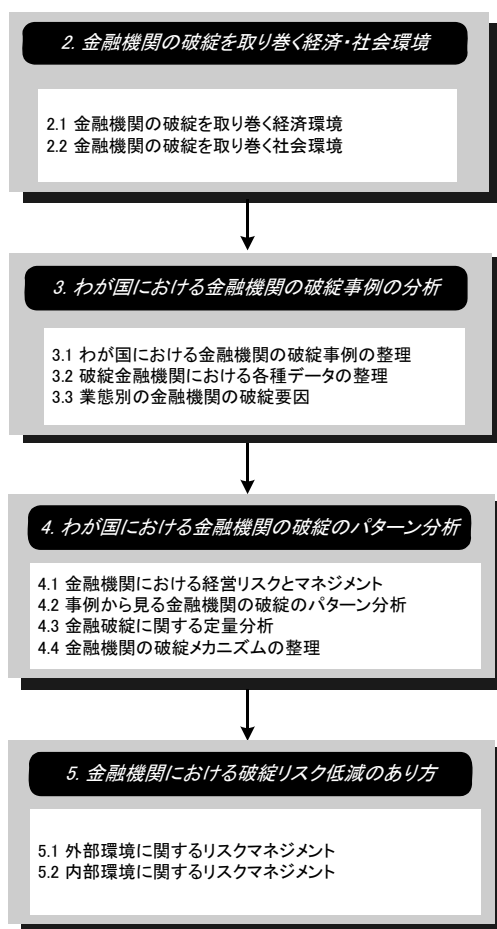 2. 金融機関の破綻を取り巻く経済・社会環境
2.1 金融機関の破綻を取り巻く経済環境
2.2 金融機関の破綻を取り巻く社会環境
3. わが国における金融機関の破綻事例の分析
3.1 わが国における金融機関の破綻事例の整理
3.2 破綻金融機関における各種データの整理
3.3 業態別の金融機関の破綻要因
4. わが国における金融機関の破綻のパターン分析
4.1 金融機関における経営リスクとマネジメント
4.2 事例から見る金融機関の破綻のパターン分析
4.3 金融破綻に関する定量分析
4.4 金融機関の破綻メカニズムの整理
5. 金融機関における破綻リスク低減のあり方
5.1 外部環境に関するリスクマネジメント
5.2 内部環境に関するリスクマネジメント